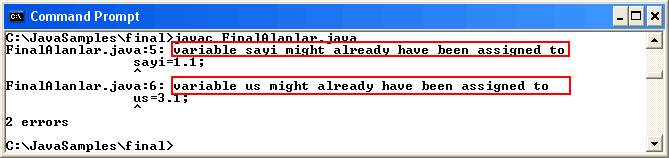 Command Prompt
C:\JavaSamples\final>javac FinalAlanlar.java
FinalAlanlar.java:5: variable sayi might already have been assigned to
sayi=1.1;
^
FinalAlanlar.java:6: variable us might already have been assigned to
us=3.1;
^
2 errors
C:\JavaSamples\final>